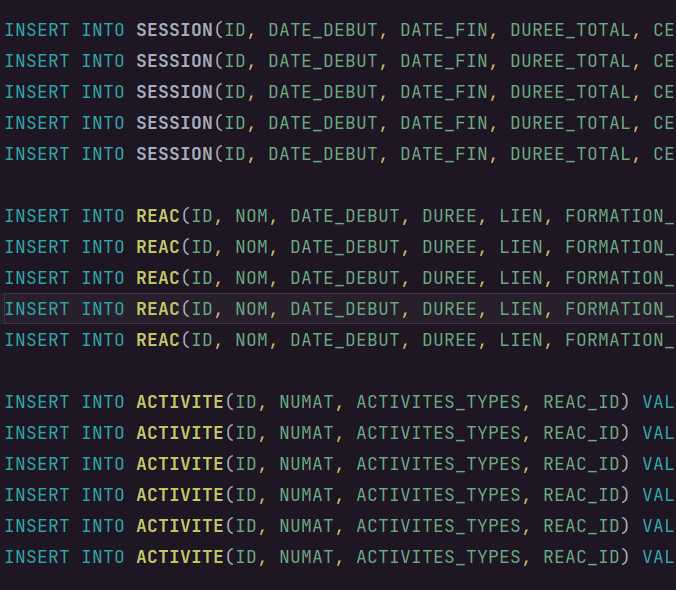 INSERT INTO SESSION(ID, DATE_DEBUT, DATE_FIN, DUREE_TOTAL, CE
INSERT INTO SESSION(ID, DATE_DEBUT, DATE_FIN, DUREE_TOTAL, CE
INSERT INTO SESSION(ID, DATE_DEBUT, DATE_FIN, DUREE_TOTAL, CE
INSERT INTO SESSION(ID, DATE_DEBUT, DATE_FIN, DUREE_TOTAL, CE
INSERT INTO SESSION(ID, DATE_DEBUT, DATE_FIN, DUREE_TOTAL, CE
INSERT INTO REAC(ID, NOM, DATE_DEBUT, DUREE, LIEN, FORMATION_
INSERT INTO REAC(ID, NOM, DATE_DEBUT, DUREE, LIEN, FORMATION_
INSERT INTO REAC(ID, NOM, DATE_DEBUT, DUREE, LIEN, FORMATION_
INSERT INTO REAC(ID, NOM, DATE_DEBUT, DUREE, LIEN, FORMATION_
INSERT INTO REAC(ID, NOM, DATE_DEBUT, DUREE, LIEN, FORMATION_
INSERT INTO ACTIVITE(ID, NUMAT, ACTIVITES_TYPES, REAC_ID) VAL
INSERT INTO ACTIVITE(ID, NUMAT, ACTIVITES_TYPES, REAC_ID) VAL
INSERT INTO ACTIVITE(ID, NUMAT, ACTIVITES_TYPES, REAC_ID) VAL
INSERT INTO ACTIVITE(ID, NUMAT, ACTIVITES_TYPES, REAC_ID) VAL
INSERT INTO ACTIVITE(ID, NUMAT, ACTIVITES_TYPES, REAC_ID) VAL
INSERT INTO ACTIVITE(ID, NUMAT, ACTIVITES_TYPES, REAC_ID) VAL